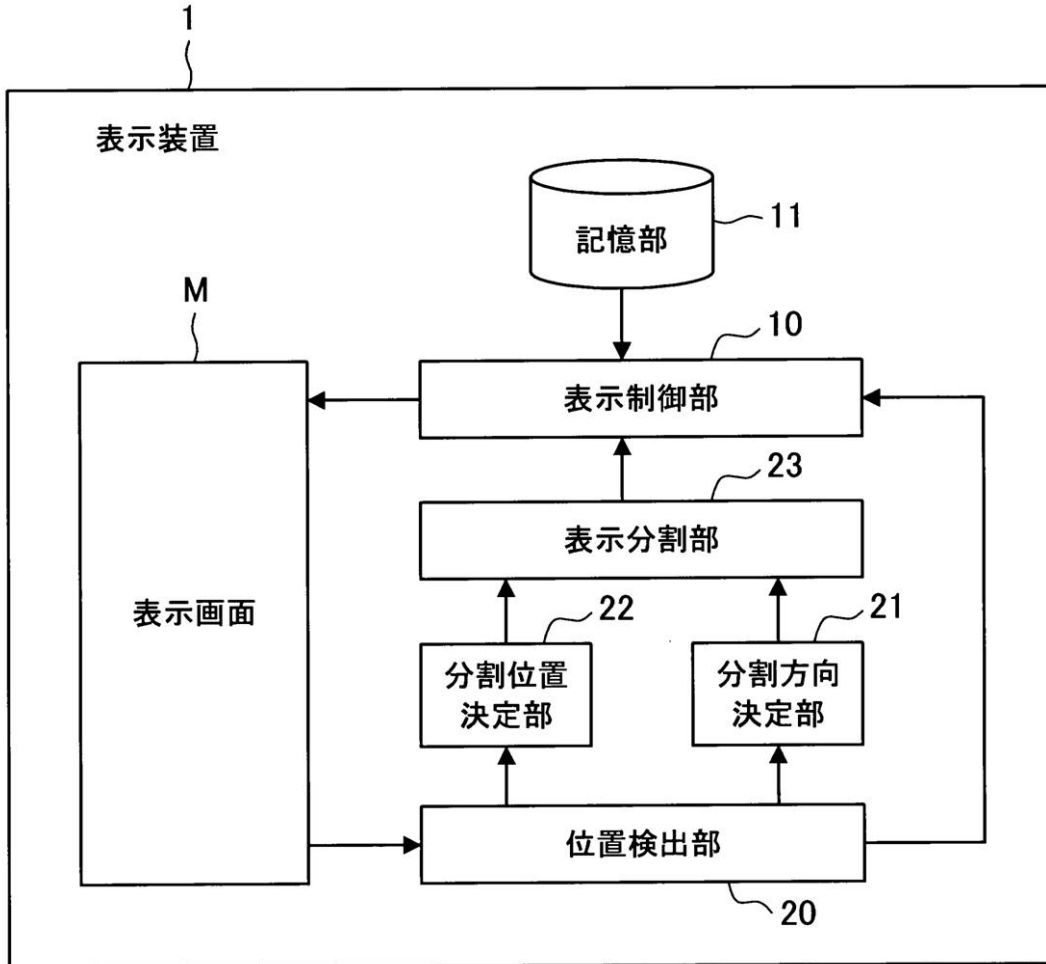 1
表示装置
記憶部
11
M
10
表示制御部
23
表示分割部
表示画面
22
21
分割位置
決定部
分割方向
決定部
位置検出部
20